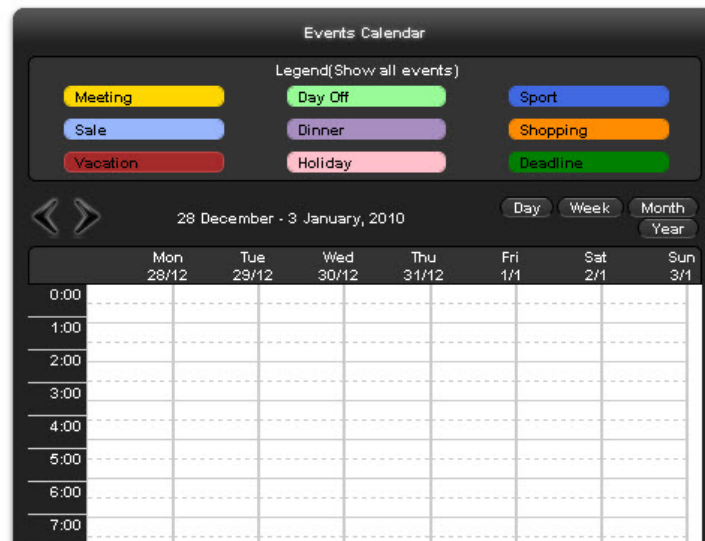 Events Calendar
Legend(Show all events)
Meeting Day Off Sport
Sale Dinner Shopping
Vacation Holiday Deadline
28 December - 3 January, 2010 Day Week Month
Year
Mon Tue Wed Thu Fri Sat Sun
28/12 29/12 30/12 31/12 1/1 2/1 3/1
0:00
1:00
2:00
3:00
4:00
5:00
6:00
7:00